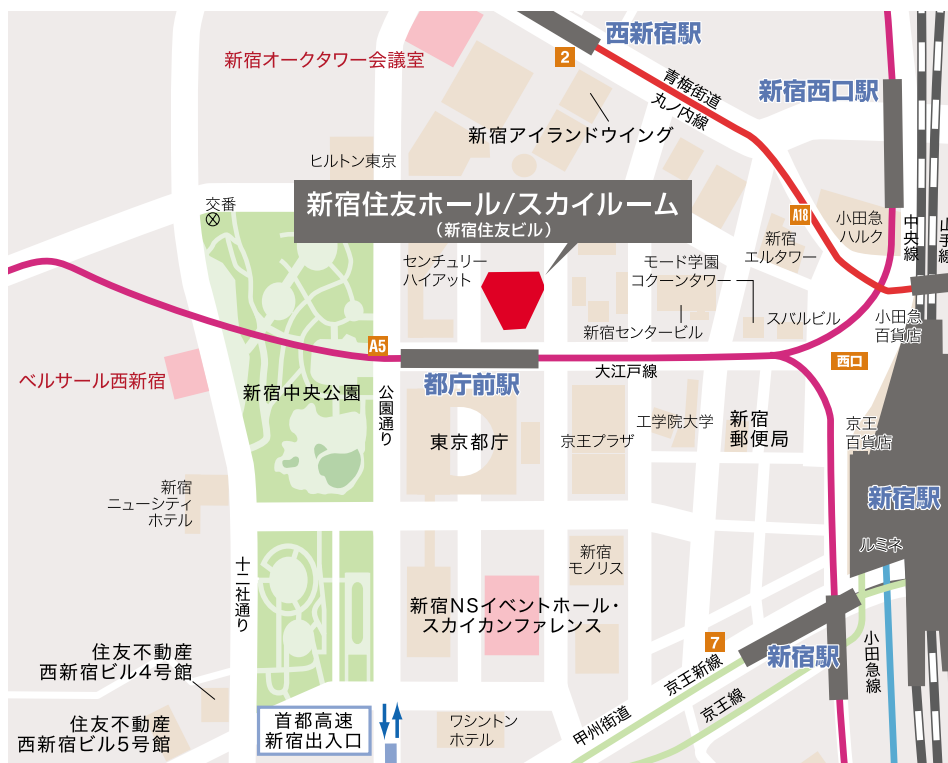 西新宿駅
新宿オークタワー会議室
2
青梅街道
丸ノ内線
新宿西口駅
新宿アイランドウイング
ヒルトン東京
新宿住友ホール/スカイルーム
(新宿住友ビル)
交番
A18
小田急
ハルク
中央線
山手線
新宿
エルタワー
センチュリー
ハイアット
モード学園
コクーンタワー
スバルビル
小田急
百貨店
新宿センタービル
A5
西口
大江戸線
都庁前駅
ベルサール西新宿
新宿中央公園
公園通り
東京都庁
京王プラザ
工学院大学
新宿
郵便局
京王
百貨店
新宿
ニューシティ
ホテル
新宿駅
ルミネ
新宿
モノリス
十二社通り
新宿NSイベントホール・
スカイカンファレンス
7
新宿駅
小田急線
京王新線
京王線
甲州街道
住友不動産
西新宿ビル4号館
住友不動産
西新宿ビル5号館
首都高速
新宿出入口
ワシントン
ホテル